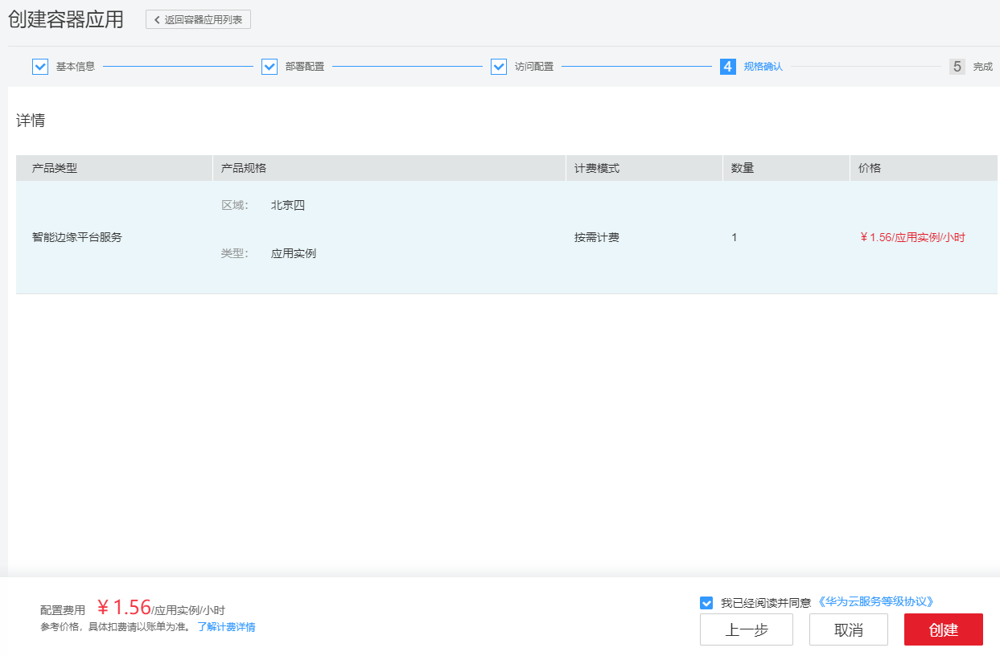 创建容器应用 返回容器应用列表
基本信息 部署配置 访问配置 4 规格确认 5 完成
详情
产品类型 产品规格 计费模式 数量 价格
区域： 北京四
智能边缘平台服务 按需计费 1 ￥1.56/应用实例/小时
类型： 应用实例
配置费用 ￥1.56/应用实例/小时
参考价格，具体扣费请以账单为准。 了解计费详情
我已经阅读并同意《华为云服务等级协议》
上一步 取消 创建